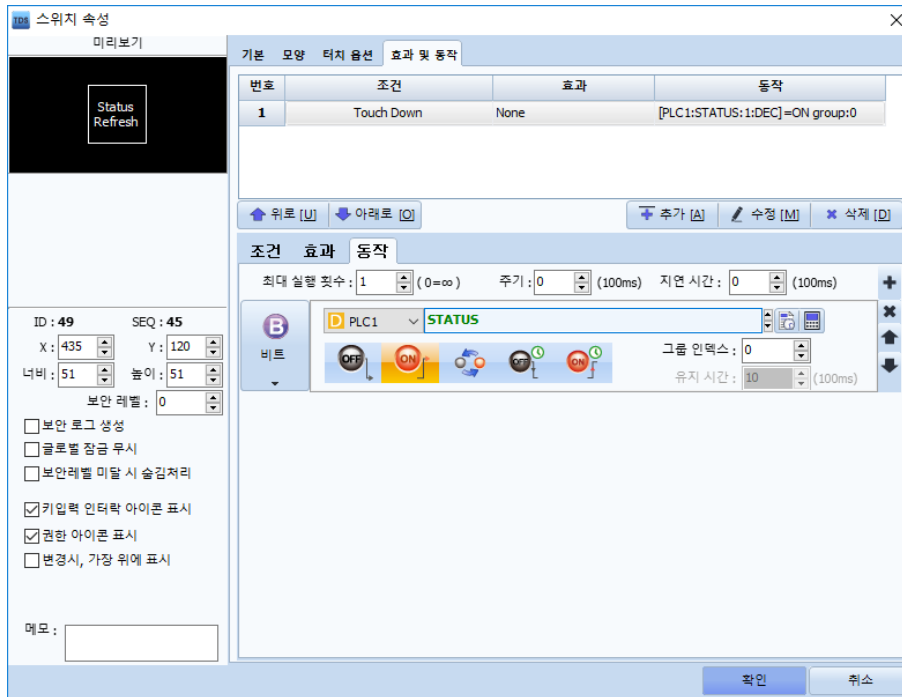 TDS 스위치 속성
미리보기
Status
Refresh
기본 모양 터치 옵션 효과 및 동작
번호 조건 효과 동작
1 Touch Down None [PLC1:STATUS:1:DEC]=ON group:0
위로 [U] 아래로 [O] 추가 [A] 수정 [M] 삭제 [D]
조건 효과 동작
최대 실행 횟수 : 1 (0=∞) 주기 : 0 (100ms) 지연 시간 : 0 (100ms)
B 비트
D PLC1 STATUS
OFF ON OFF ON
그룹 인덱스 : 0
유지 시간 : 10 (100ms)
ID : 49 SEQ : 45
X : 435 Y : 120
너비 : 51 높이 : 51
보안 레벨 : 0
보안 로그 생성
글로벌 잠금 무시
보안레벨 미달 시 숨김처리
키입력 인터락 아이콘 표시
권한 아이콘 표시
변경시, 가장 위에 표시
메모 :
확인 취소